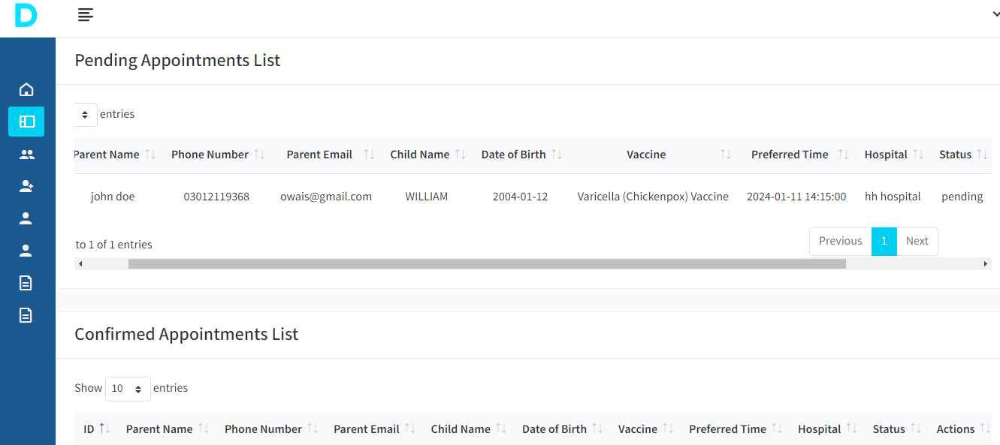 D
Pending Appointments List
entries
Parent Name Phone Number Parent Email Child Name Date of Birth Vaccine Preferred Time Hospital Status
john doe 03012119368 owais@gmail.com WILLIAM 2004-01-12 Varicella (Chickenpox) Vaccine 2024-01-11 14:15:00 hh hospital pending
to 1 of 1 entries Previous 1 Next
Confirmed Appointments List
Show 10 entries
ID Parent Name Phone Number Parent Email Child Name Date of Birth Vaccine Preferred Time Hospital Status Actions